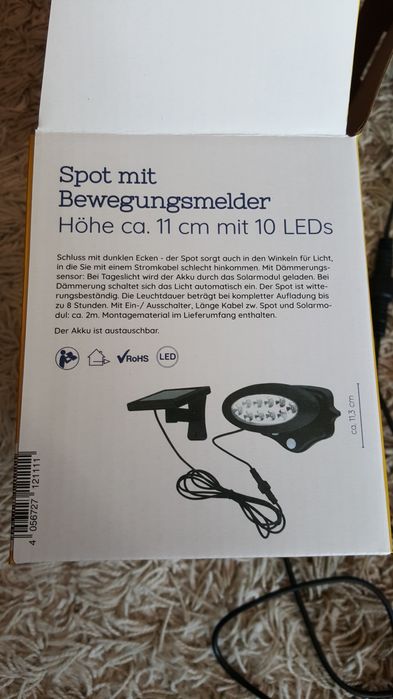 Spot mit
Bewegungsmelder
Höhe ca. 11 cm mit 10 LEDs
Schluss mit dunklen Ecken - der Spot sorgt auch in den Winkeln für Licht,
in die Sie mit einem Stromkabel schlecht hinkommen. Mit Dämmerungs-
sensor: Bei Tageslicht wird der Akku durch das Solarmodul geladen. Bei
Dämmerung schaltet sich das Licht automatisch ein. Der Spot ist witte-
rungsbeständig. Die Leuchtdauer beträgt bei kompletter Aufladung bis
zu 8 Stunden. Mit Ein-/ Ausschalter, Länge Kabel zw. Spot und Solarmo-
dul: ca. 2m. Montagematerial im Lieferumfang enthalten.
Der Akku ist austauschbar.
RoHS
LED
ca. 11,3 cm
4 056727 121111